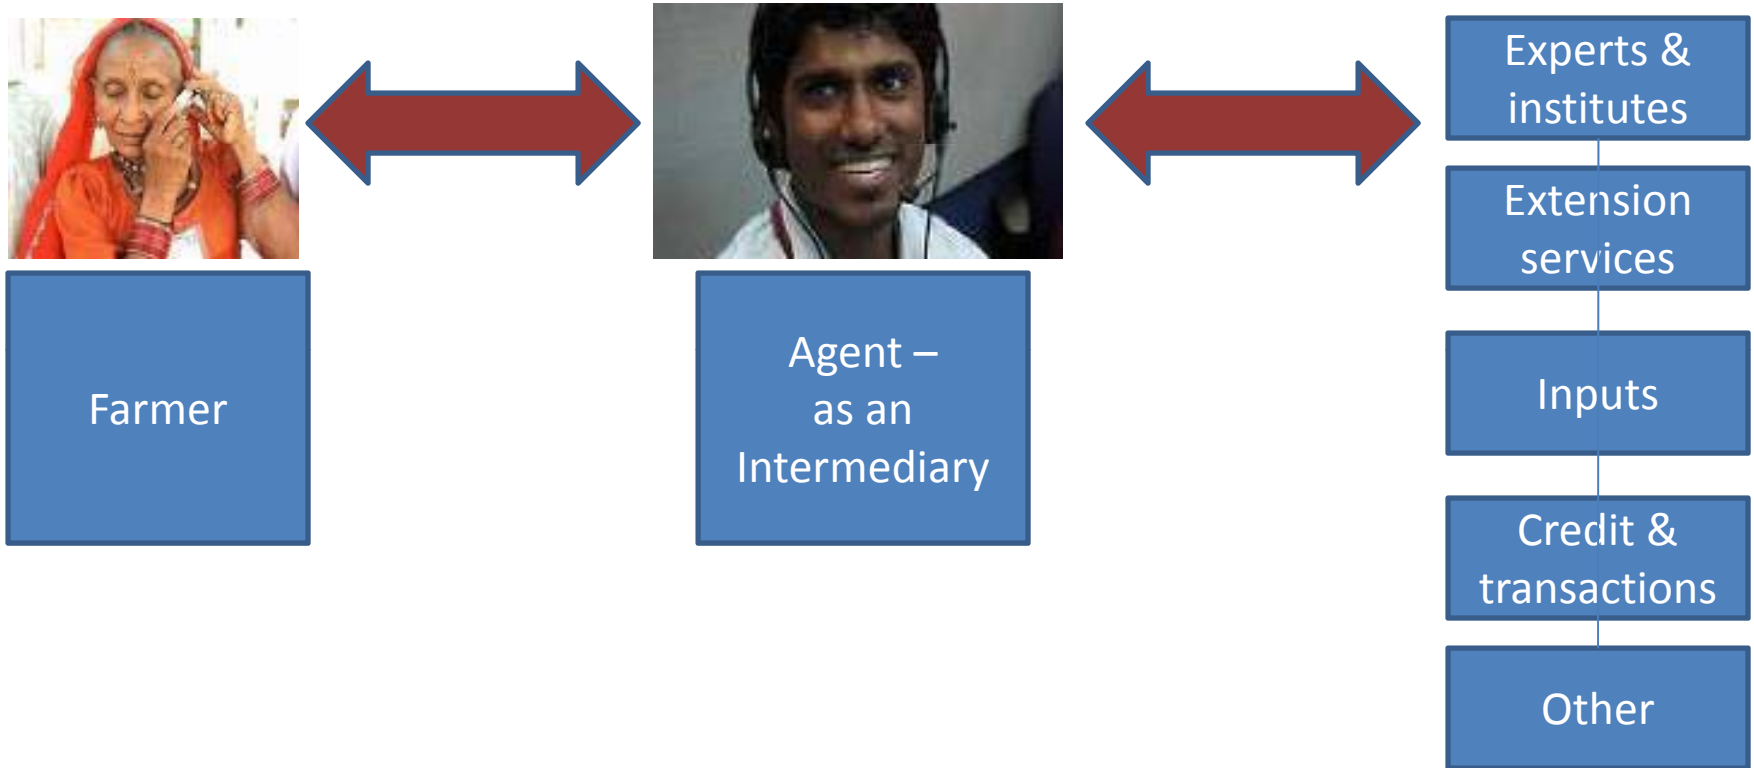 Farmer
Agent –
as an
Intermediary
Experts &
institutes
Extension
services
Inputs
Credit &
transactions
Other